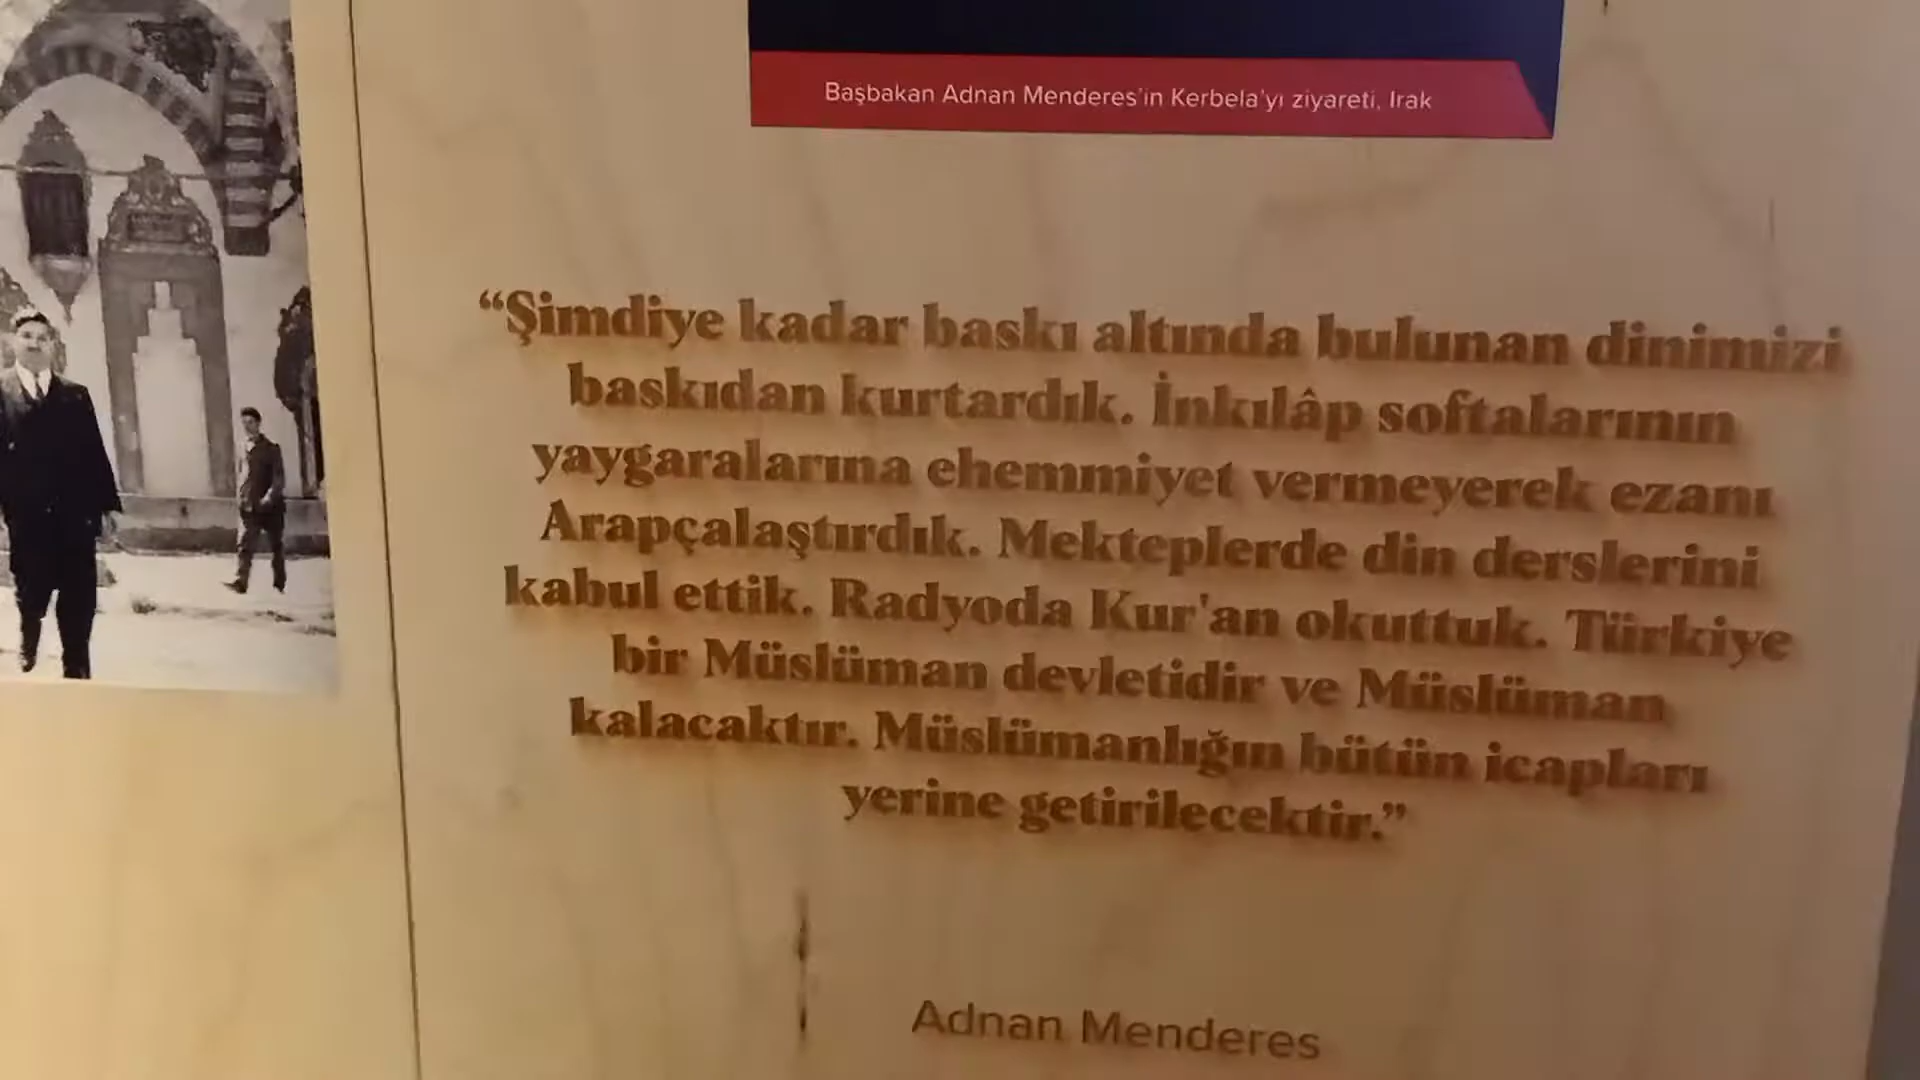 Başbakan Adnan Menderes'in Kerbela'yı ziyareti, Irak
“Şimdiye kadar baskı altında bulunan dinimizi
baskıdan kurtardık. İnkılâp softalarının
yaygaralarına ehemmiyet vermeyerek ezanı
Arapçalaştırdık. Mekteplerde din derslerini
kabul ettik. Radyoda Kur'an okuttuk. Türkiye
bir Müslüman devletidir ve Müslüman
kalacaktır. Müslümanlığın bütün icapları
yerine getirilecektir.”
Adnan Menderes